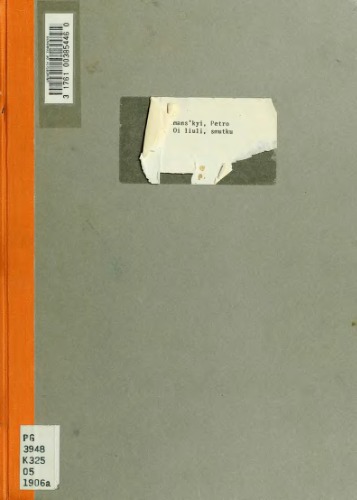 3 1761 00385446 0
mans'kyi, Petro
Oi liuli, smutku
PG
3948
K325
O5
1906a